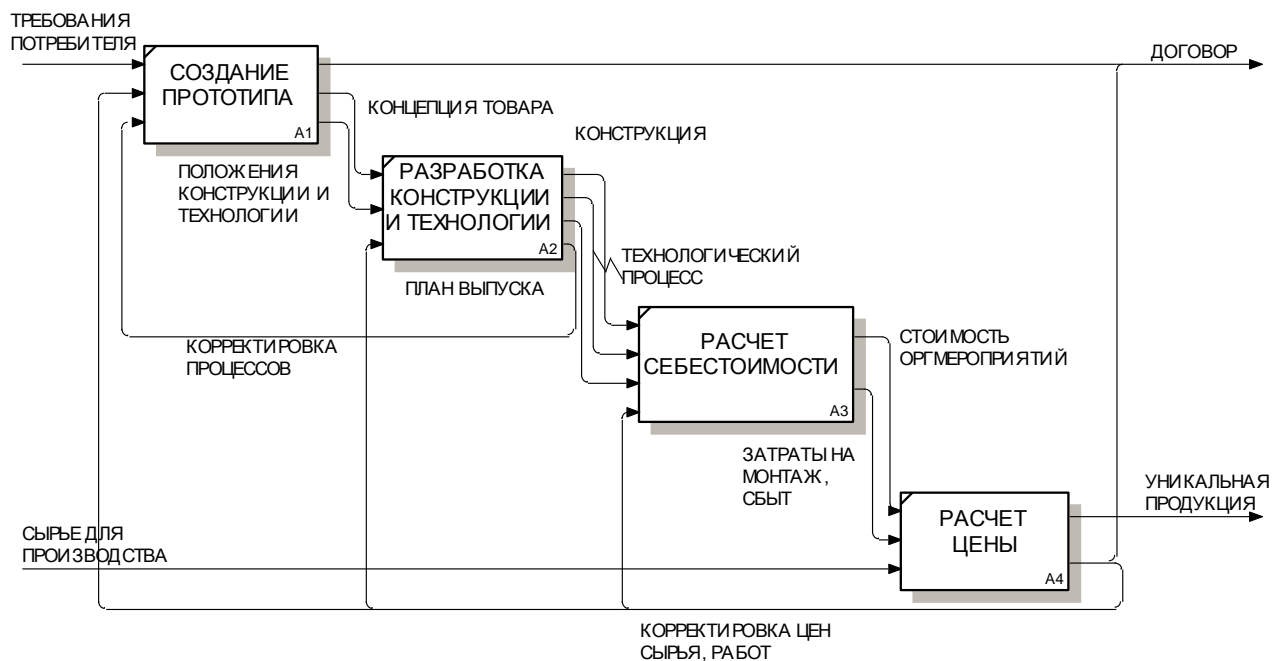 ТРЕБОВАНИЯ
ПОТРЕБИТЕЛЯ
ДОГОВОР
СОЗДАНИЕ
ПРОТОТИПА
A1
КОНЦЕПЦИЯ ТОВАРА
КОНСТРУКЦИЯ
ПОЛОЖЕНИЯ
КОНСТРУКЦИИ И
ТЕХНОЛОГИИ
РАЗРАБОТКА
КОНСТРУКЦИИ
И ТЕХНОЛОГИИ
A2
ТЕХНОЛОГИЧЕСКИЙ
ПРОЦЕСС
ПЛАН ВЫПУСКА
КОРРЕКТИРОВКА
ПРОЦЕССОВ
РАСЧЕТ
СЕБЕСТОИМОСТИ
A3
СТОИМОСТЬ
ОРГМЕРОПРИЯТИЙ
ЗАТРАТЫ НА
МОНТАЖ,
СБЫТ
УНИКАЛЬНАЯ
ПРОДУКЦИЯ
РАСЧЕТ
ЦЕНЫ
A4
СЫРЬЕ ДЛЯ
ПРОИЗВОДСТВА
КОРРЕКТИРОВКА ЦЕН
СЫРЬЯ, РАБОТ